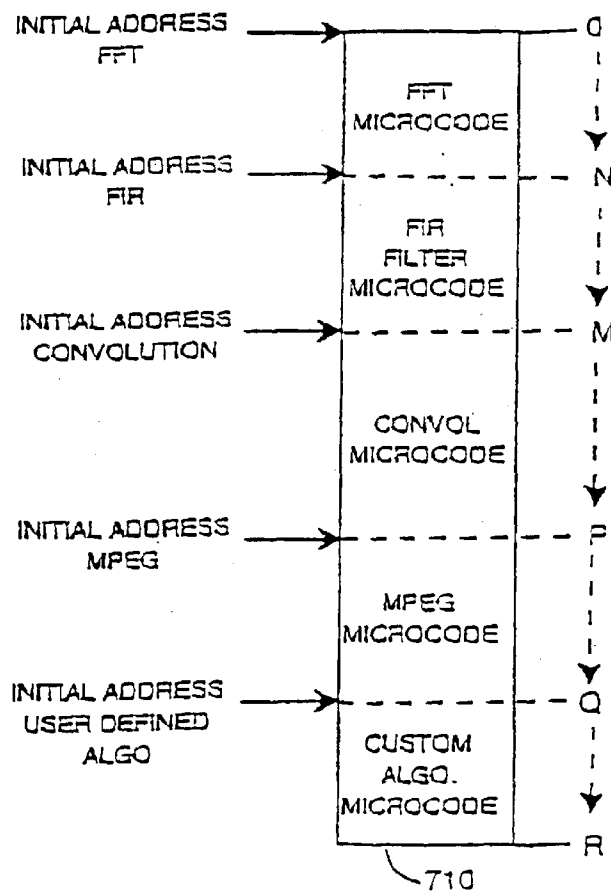 INITIAL ADDRESS
FFT
0
FFT
MICROCODE
INITIAL ADDRESS
FIR
N
FIR
FILTER
MICROCODE
INITIAL ADDRESS
CONVOLUTION
M
CONVOL
MICROCODE
INITIAL ADDRESS
MPEG
P
MPEG
MICROCODE
INITIAL ADDRESS
USER DEFINED
ALGO
Q
CUSTOM
ALGO.
MICROCODE
R
710